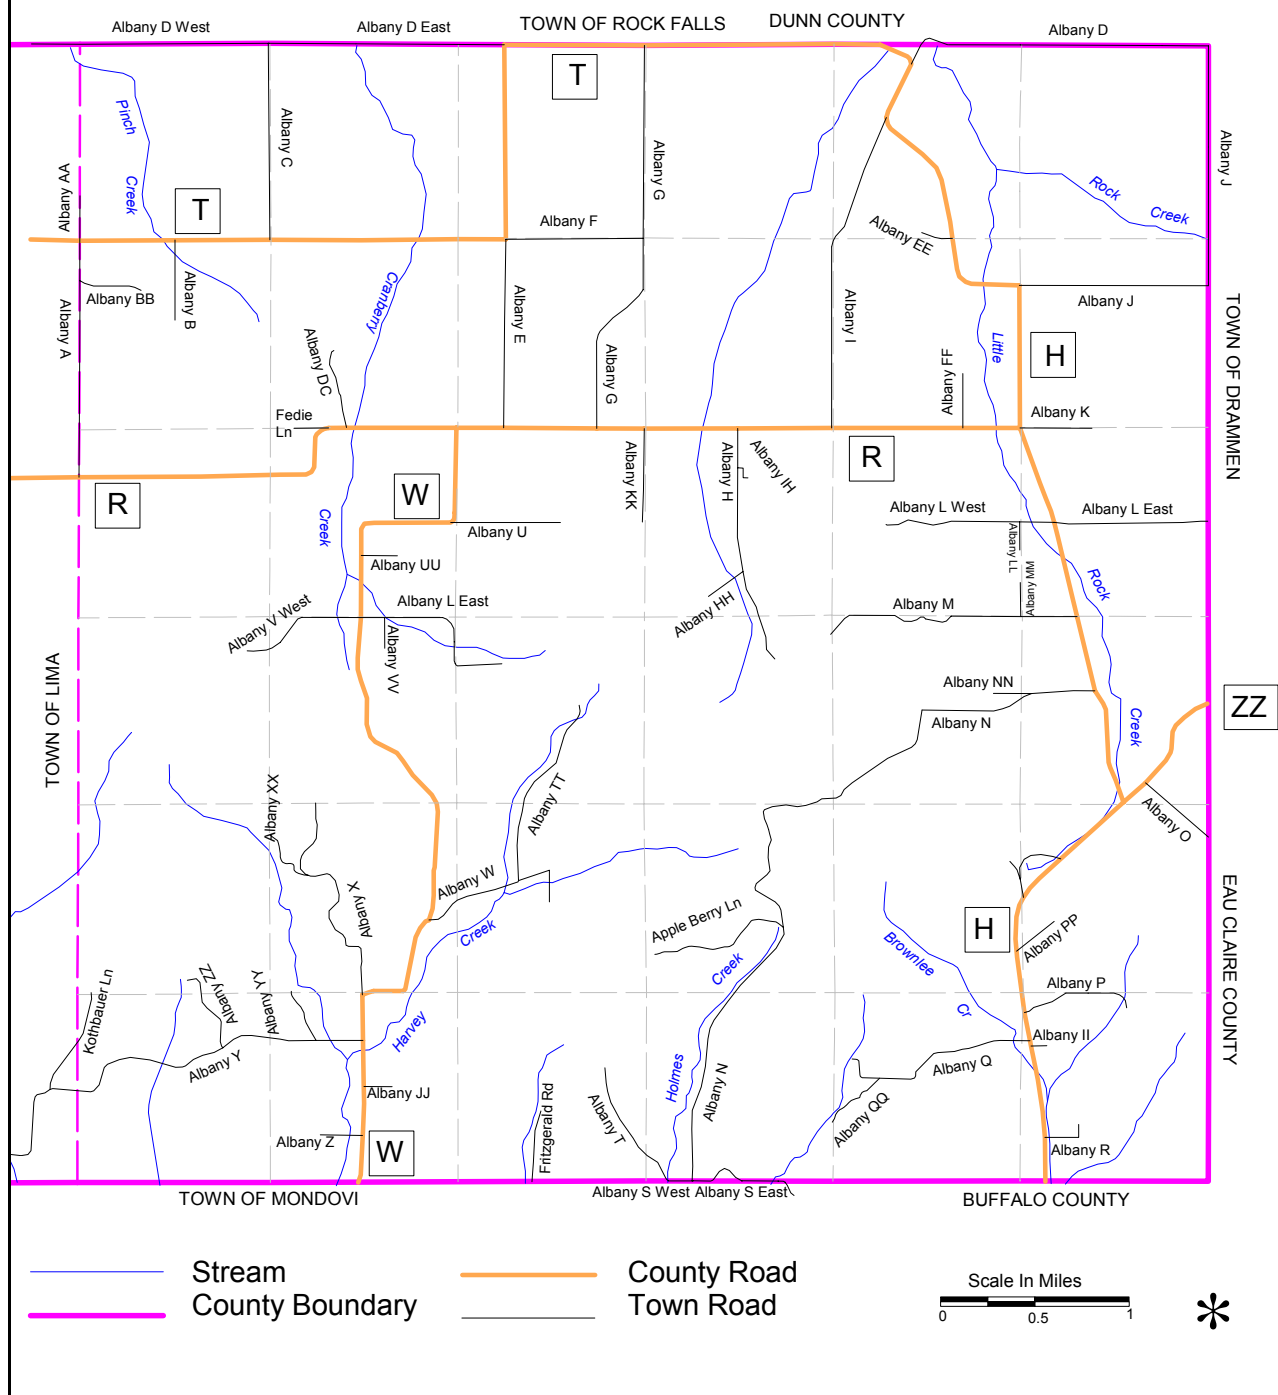 TOWN OF ROCK FALLS
DUNN COUNTY
Albany D West
Albany D East
Albany D
T
Pinch
Creek
Albany C
Albany G
Albany J
Albany AA
T
Rock
Creek
Albany F
Albany EE
Albany BB
Albany B
Albany A
Cranberry
Albany E
Albany I
Albany J
Little
H
TOWN OF DRAMMEN
Albany DC
Albany G
Albany FF
Fedie
Ln
Albany K
R
W
Albany KK
Albany H
Albany IH
R
Creek
Albany U
Albany L West
Albany L East
Albany UU
Albany LL
Albany MM
Rock
Albany V West
Albany L East
Albany HH
Albany M
Albany VV
TOWN OF LIMA
Albany NN
Albany N
Creek
ZZ
Albany XX
Albany TT
Albany O
Albany X
Albany W
Creek
Apple Berry Ln
Creek
Brownlee
Cr
H
Albany PP
EAU CLAIRE COUNTY
Kothbauer Ln
Albany ZZ
Albany YY
Harvey
Albany P
Albany II
Albany Y
Albany Q
Holmes
Albany N
Albany JJ
Fritzgerald Rd
Albany T
Albany QQ
Albany Z
W
Albany R
Albany S West
Albany S East
TOWN OF MONDOVI
BUFFALO COUNTY
Stream
County Road
County Boundary
Town Road
Scale In Miles
0
0.5
1